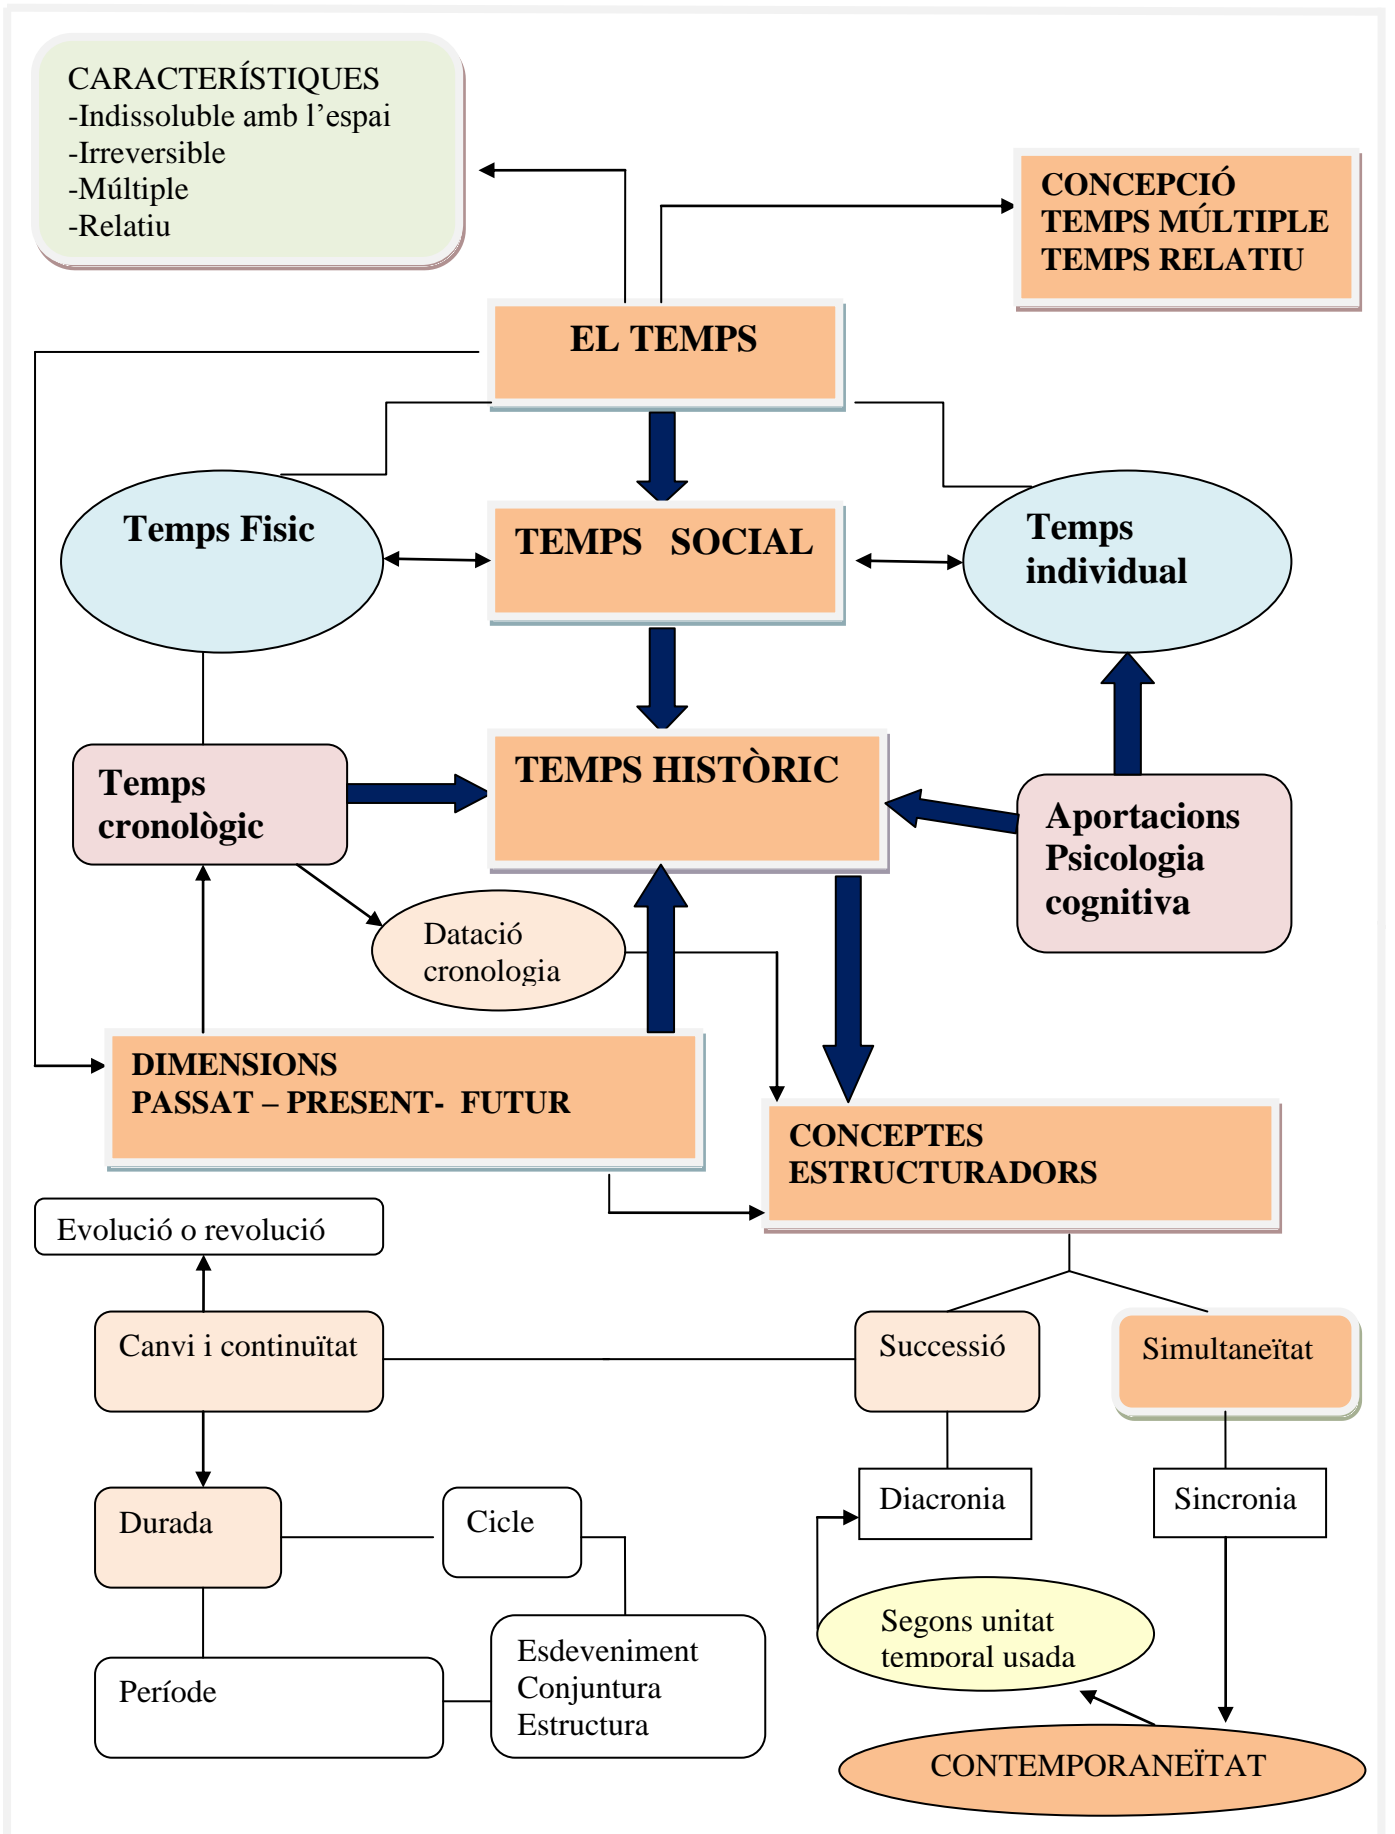 CARACTERÍSTIQUES
-Indissoluble amb l’espai
-Irreversible
-Múltiple
-Relatiu
CONCEPCIÓ
TEMPS MÚLTIPLE
TEMPS RELATIU
EL TEMPS
Temps Fisic
TEMPS SOCIAL
Temps
individual
Temps
cronològic
TEMPS HISTÒRIC
Aportacions
Psicologia
cognitiva
Datació
cronologia
DIMENSIONS
PASSAT – PRESENT- FUTUR
CONCEPTES
ESTRUCTURADORS
Evolució o revolució
Canvi i continuïtat
Successió
Simultaneïtat
Durada
Cicle
Diacronia
Sincronia
Període
Esdeveniment
Conjuntura
Estructura
Segons unitat
temporal usada
CONTEMPORANEÏTAT